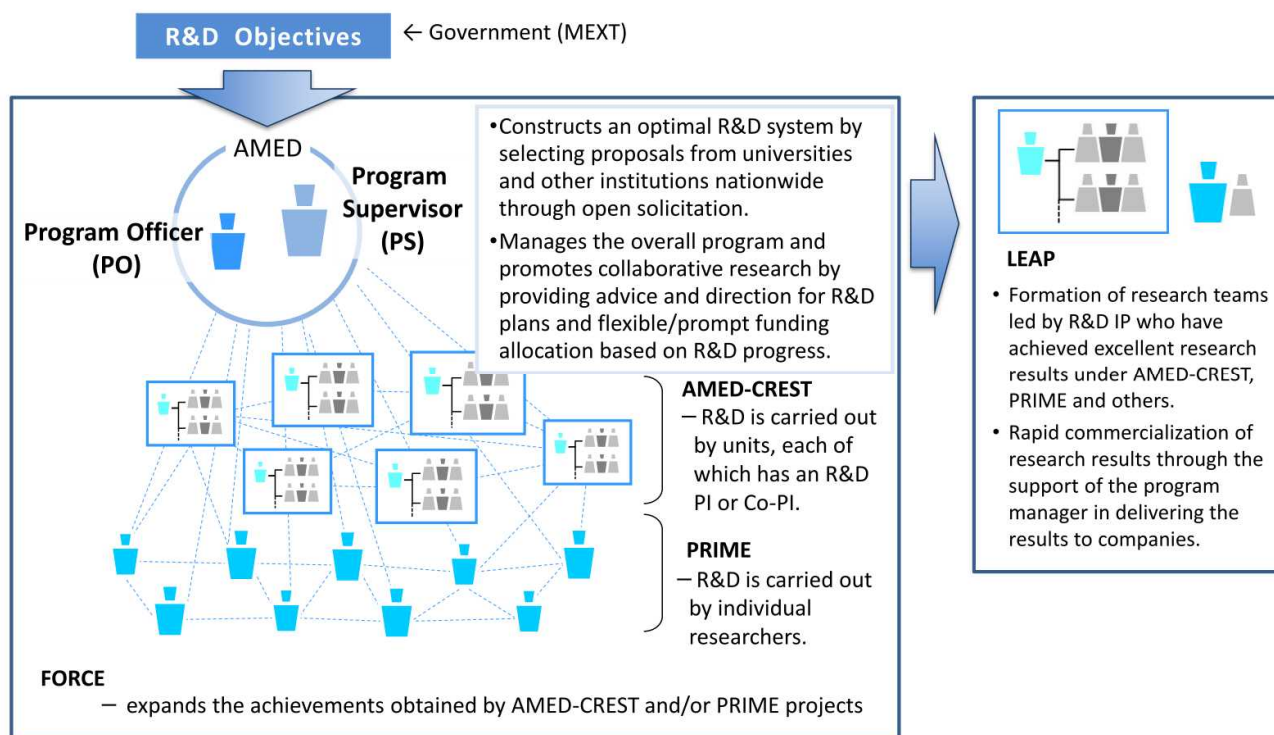 R&D Objectives
← Government (MEXT)
AMED
Program
Supervisor
(PS)
Program Officer
(PO)
•Constructs an optimal R&D system by
selecting proposals from universities
and other institutions nationwide
through open solicitation.
•Manages the overall program and
promotes collaborative research by
providing advice and direction for R&D
plans and flexible/prompt funding
allocation based on R&D progress.
AMED-CREST
– R&D is carried out
by units, each of
which has an R&D
PI or Co-PI.
PRIME
– R&D is carried out
by individual
researchers.
FORCE
– expands the achievements obtained by AMED-CREST and/or PRIME projects
LEAP
• Formation of research teams
led by R&D IP who have
achieved excellent research
results under AMED-CREST,
PRIME and others.
• Rapid commercialization of
research results through the
support of the program
manager in delivering the
results to companies.